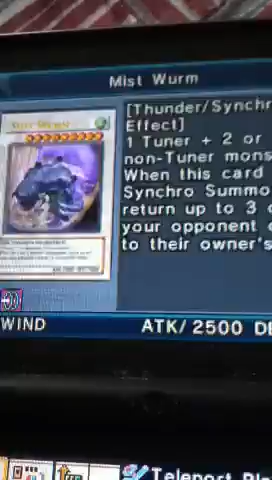 Mist Wurm
[Thunder/Synchr
Effect]
1 Tuner + 2 or
non-Tuner mons
When this card
Synchro Summo
return up to 3
your opponent
to their owner's
WIND
ATK/ 2500 DE
Teleport